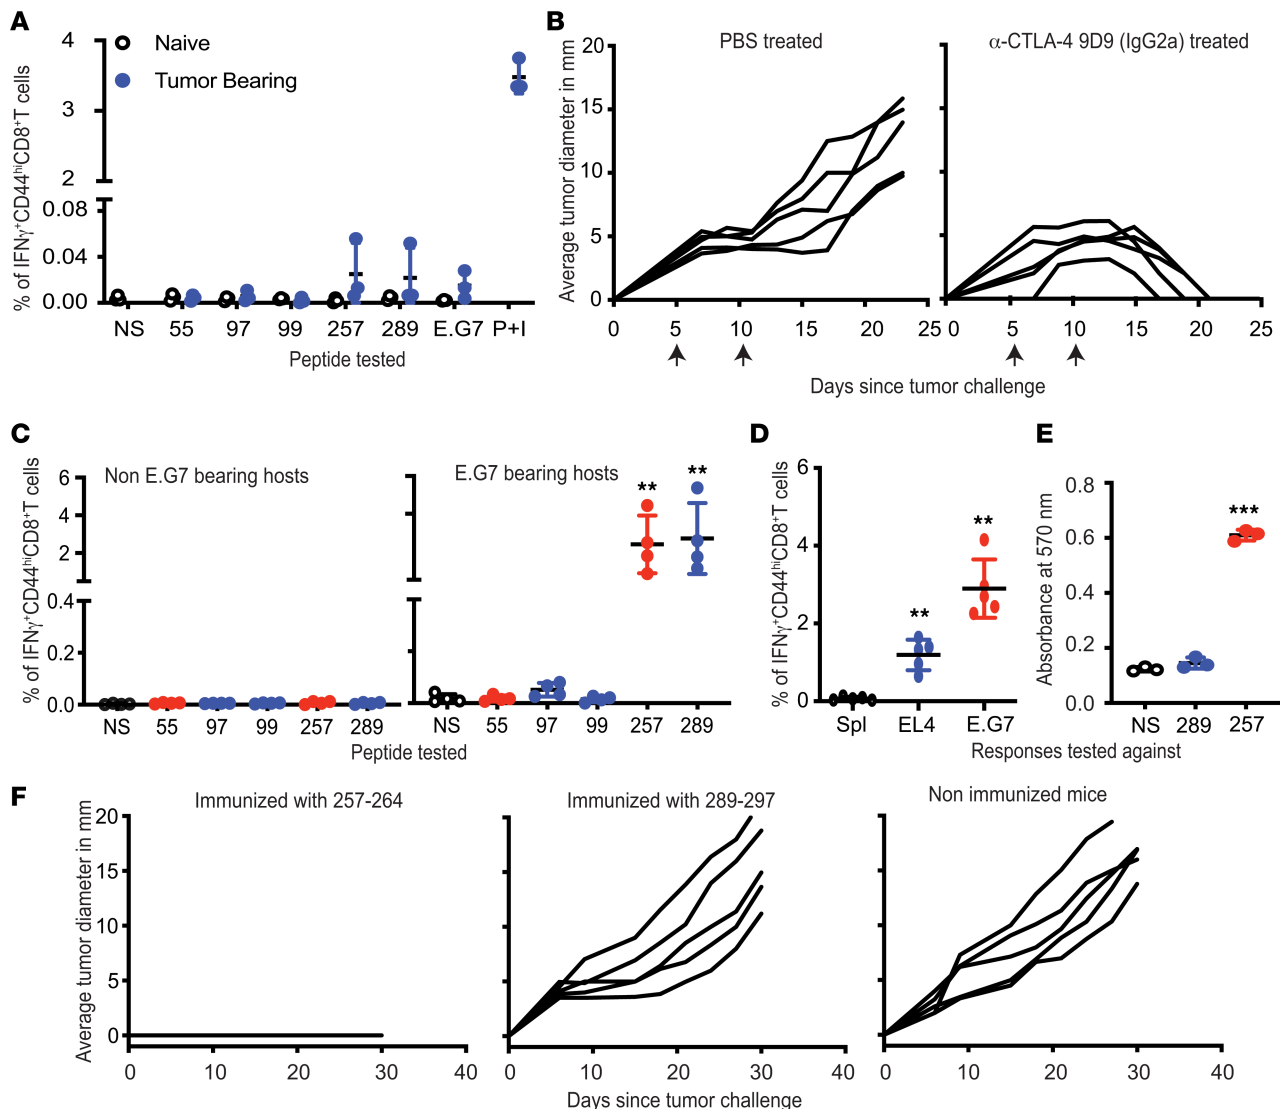 A
Naive
Tumor Bearing
% of IFNγ⁺CD44ʰⁱCD8⁺T cells
4
3
2
0.08
0.04
0.00
NS 55 97 99 257 289 E.G7 P+I
Peptide tested
B
PBS treated
α-CTLA-4 9D9 (IgG2a) treated
Average tumor diameter in mm
20
15
10
5
0
0 5 10 15 20 25
0 5 10 15 20 25
Days since tumor challenge
C
Non E.G7 bearing hosts
E.G7 bearing hosts
% of IFNγ⁺CD44ʰⁱCD8⁺T cells
6
4
2
0.4
0.2
0.0
** **
NS 55 97 99 257 289
NS 55 97 99 257 289
Peptide tested
D
% of IFNγ⁺CD44ʰⁱCD8⁺T cells
6
4
2
0
**
**
Spl EL4 E.G7
E
Absorbance at 570 nm
0.8
0.6
0.4
0.2
0.0
***
NS 289 257
Responses tested against
F
Immunized with 257-264
Immunized with 289-297
Non immunized mice
Average tumor diameter in mm
20
15
10
5
0
0 10 20 30 40
0 10 20 30 40
0 10 20 30 40
Days since tumor challenge